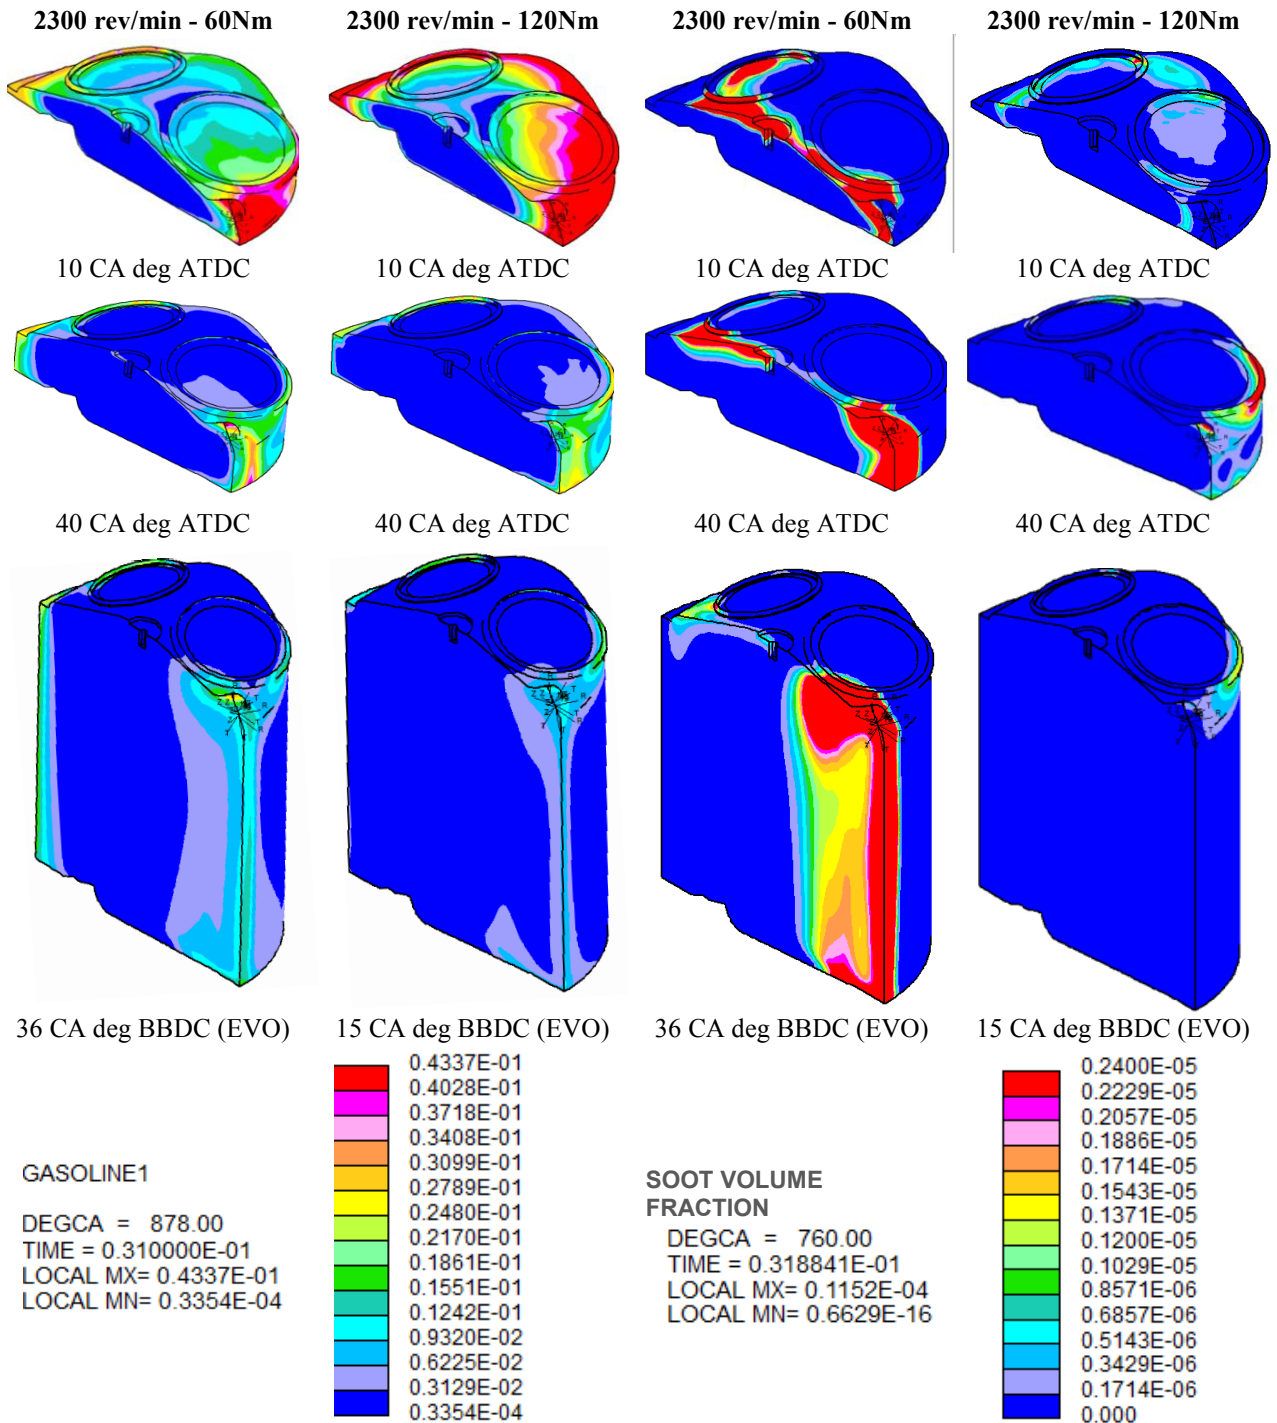 2300 rev/min - 60Nm
2300 rev/min - 120Nm
2300 rev/min - 60Nm
2300 rev/min - 120Nm
10 CA deg ATDC
10 CA deg ATDC
10 CA deg ATDC
10 CA deg ATDC
40 CA deg ATDC
40 CA deg ATDC
40 CA deg ATDC
40 CA deg ATDC
36 CA deg BBDC (EVO)
15 CA deg BBDC (EVO)
36 CA deg BBDC (EVO)
15 CA deg BBDC (EVO)
GASOLINE1
DEGCA = 878.00
TIME = 0.310000E-01
LOCAL MX= 0.4337E-01
LOCAL MN= 0.3354E-04
0.4337E-01
0.4028E-01
0.3718E-01
0.3408E-01
0.3099E-01
0.2789E-01
0.2480E-01
0.2170E-01
0.1861E-01
0.1551E-01
0.1242E-01
0.9320E-02
0.6225E-02
0.3129E-02
0.3354E-04
SOOT VOLUME
FRACTION
DEGCA = 760.00
TIME = 0.318841E-01
LOCAL MX= 0.1152E-04
LOCAL MN= 0.6629E-16
0.2400E-05
0.2229E-05
0.2057E-05
0.1886E-05
0.1714E-05
0.1543E-05
0.1371E-05
0.1200E-05
0.1029E-05
0.8571E-06
0.6857E-06
0.5143E-06
0.3429E-06
0.1714E-06
0.000